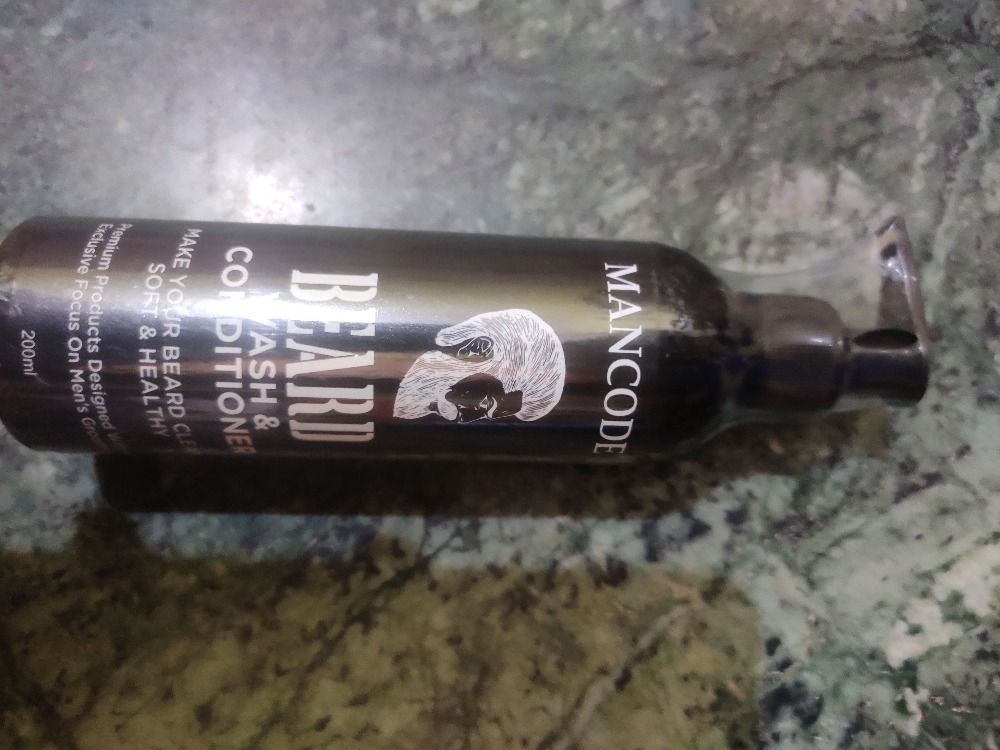 MANCODE
BEARD
WASH &
CONDITIONER
MAKE YOUR BEARD
SOFT & HEALTHY
Premium Products Designed
Exclusive Focus On Men's
200ml